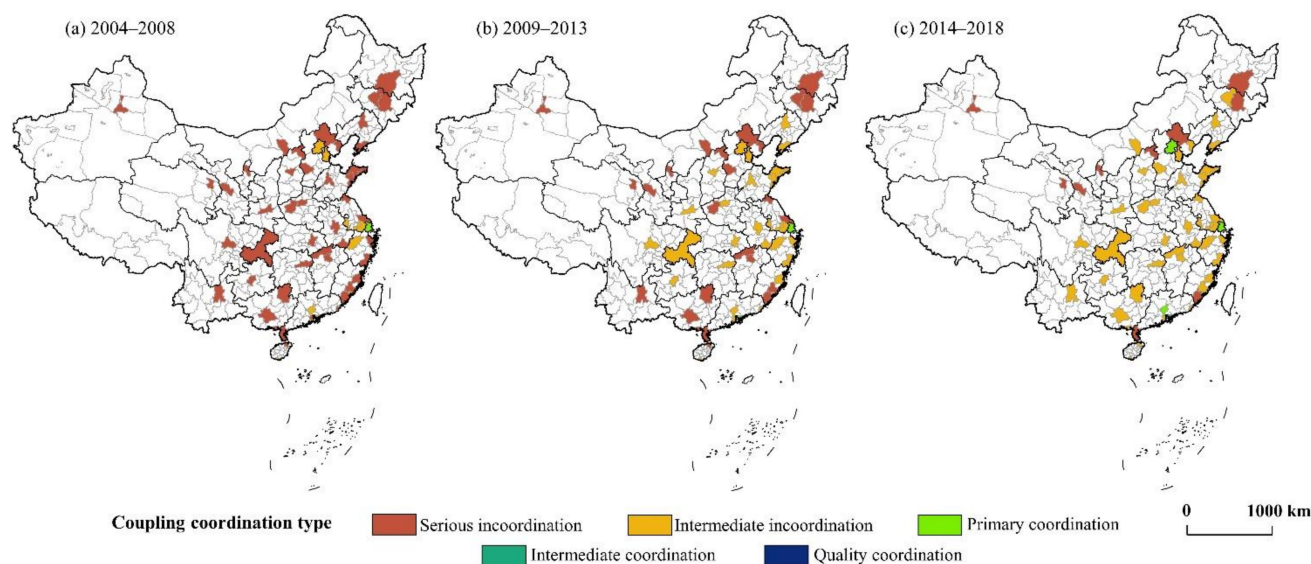 (a) 2004–2008
(b) 2009–2013
(c) 2014–2018
Coupling coordination type
Serious incoordination
Intermediate incoordination
Primary coordination
Intermediate coordination
Quality coordination
0 1000 km